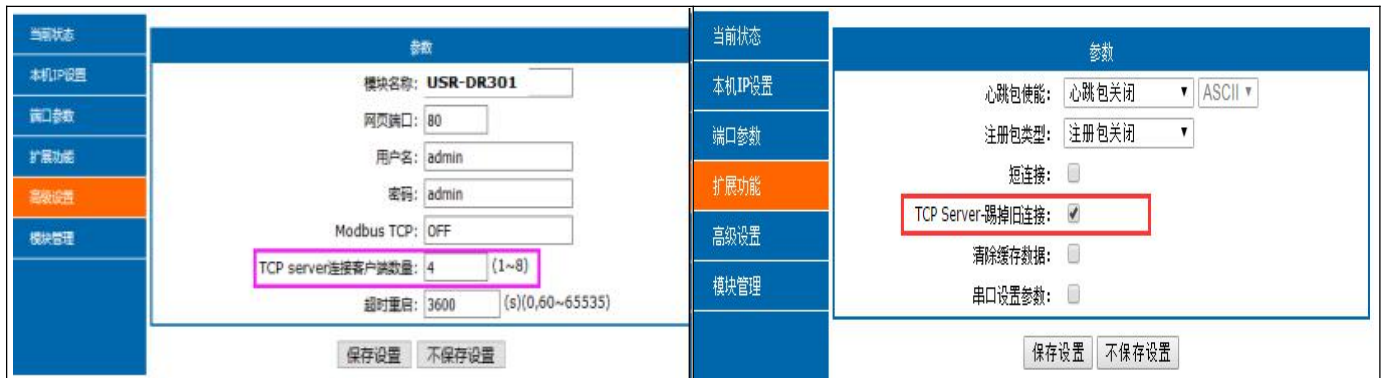 当前状态
本机IP设置
端口参数
扩展功能
高级设置
模块管理
参数
模块名称: USR-DR301
网页端口: 80
用户名: admin
密码: admin
Modbus TCP: OFF
TCP server连接客户端数量: 4 (1~8)
超时重启: 3600 (s)(0,60~65535)
保存设置 不保存设置
当前状态
本机IP设置
端口参数
扩展功能
高级设置
模块管理
参数
心跳包使能: 心跳包关闭 ASCII
注册包类型: 注册包关闭
短连接:
TCP Server-踢掉旧连接:
清除缓存数据:
串口设置参数:
保存设置 不保存设置